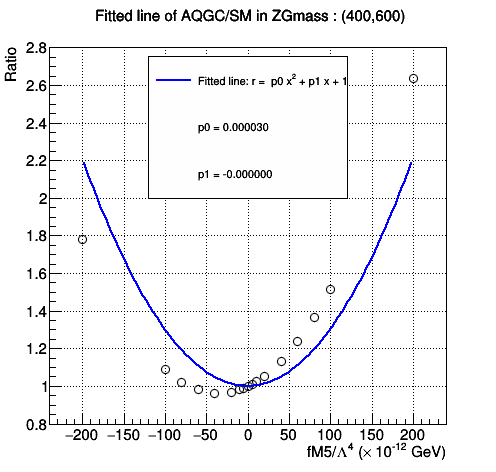 Fitted line of AQGC/SM in ZGmass : (400,600)
Ratio
2.8
2.6
2.4
2.2
2
1.8
1.6
1.4
1.2
1
0.8
Fitted line: r = p0 x² + p1 x + 1
p0 = 0.000030
p1 = -0.000000
−200 −150 −100 −50 0 50 100 150 200
fM5/Λ⁴ (× 10⁻¹² GeV)